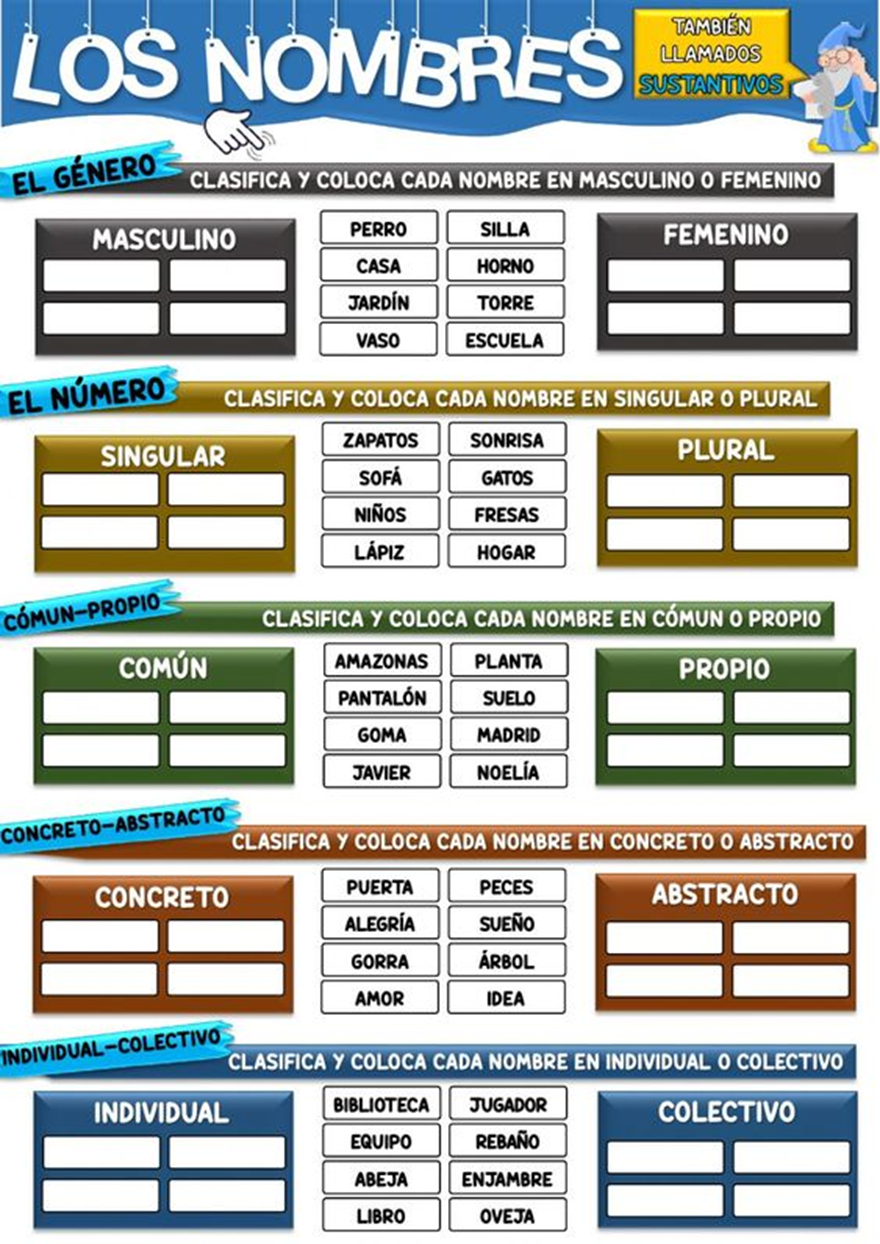 LOS NOMBRES
TAMBIÉN
LLAMADOS
SUSTANTIVOS
EL GÉNERO
CLASIFICA Y COLOCA CADA NOMBRE EN MASCULINO O FEMENINO
MASCULINO
PERRO SILLA
CASA HORNO
JARDÍN TORRE
VASO ESCUELA
FEMENINO
EL NÚMERO
CLASIFICA Y COLOCA CADA NOMBRE EN SINGULAR O PLURAL
SINGULAR
ZAPATOS SONRISA
SOFÁ GATOS
NIÑOS FRESAS
LÁPIZ HOGAR
PLURAL
CÓMUN-PROPIO
CLASIFICA Y COLOCA CADA NOMBRE EN CÓMUN O PROPIO
COMÚN
AMAZONAS PLANTA
PANTALÓN SUELO
GOMA MADRID
JAVIER NOELÍA
PROPIO
CONCRETO-ABSTRACTO
CLASIFICA Y COLOCA CADA NOMBRE EN CONCRETO O ABSTRACTO
CONCRETO
PUERTA PECES
ALEGRÍA SUEÑO
GORRA ÁRBOL
AMOR IDEA
ABSTRACTO
INDIVIDUAL-COLECTIVO
CLASIFICA Y COLOCA CADA NOMBRE EN INDIVIDUAL O COLECTIVO
INDIVIDUAL
BIBLIOTECA JUGADOR
EQUIPO REBAÑO
ABEJA ENJAMBRE
LIBRO OVEJA
COLECTIVO